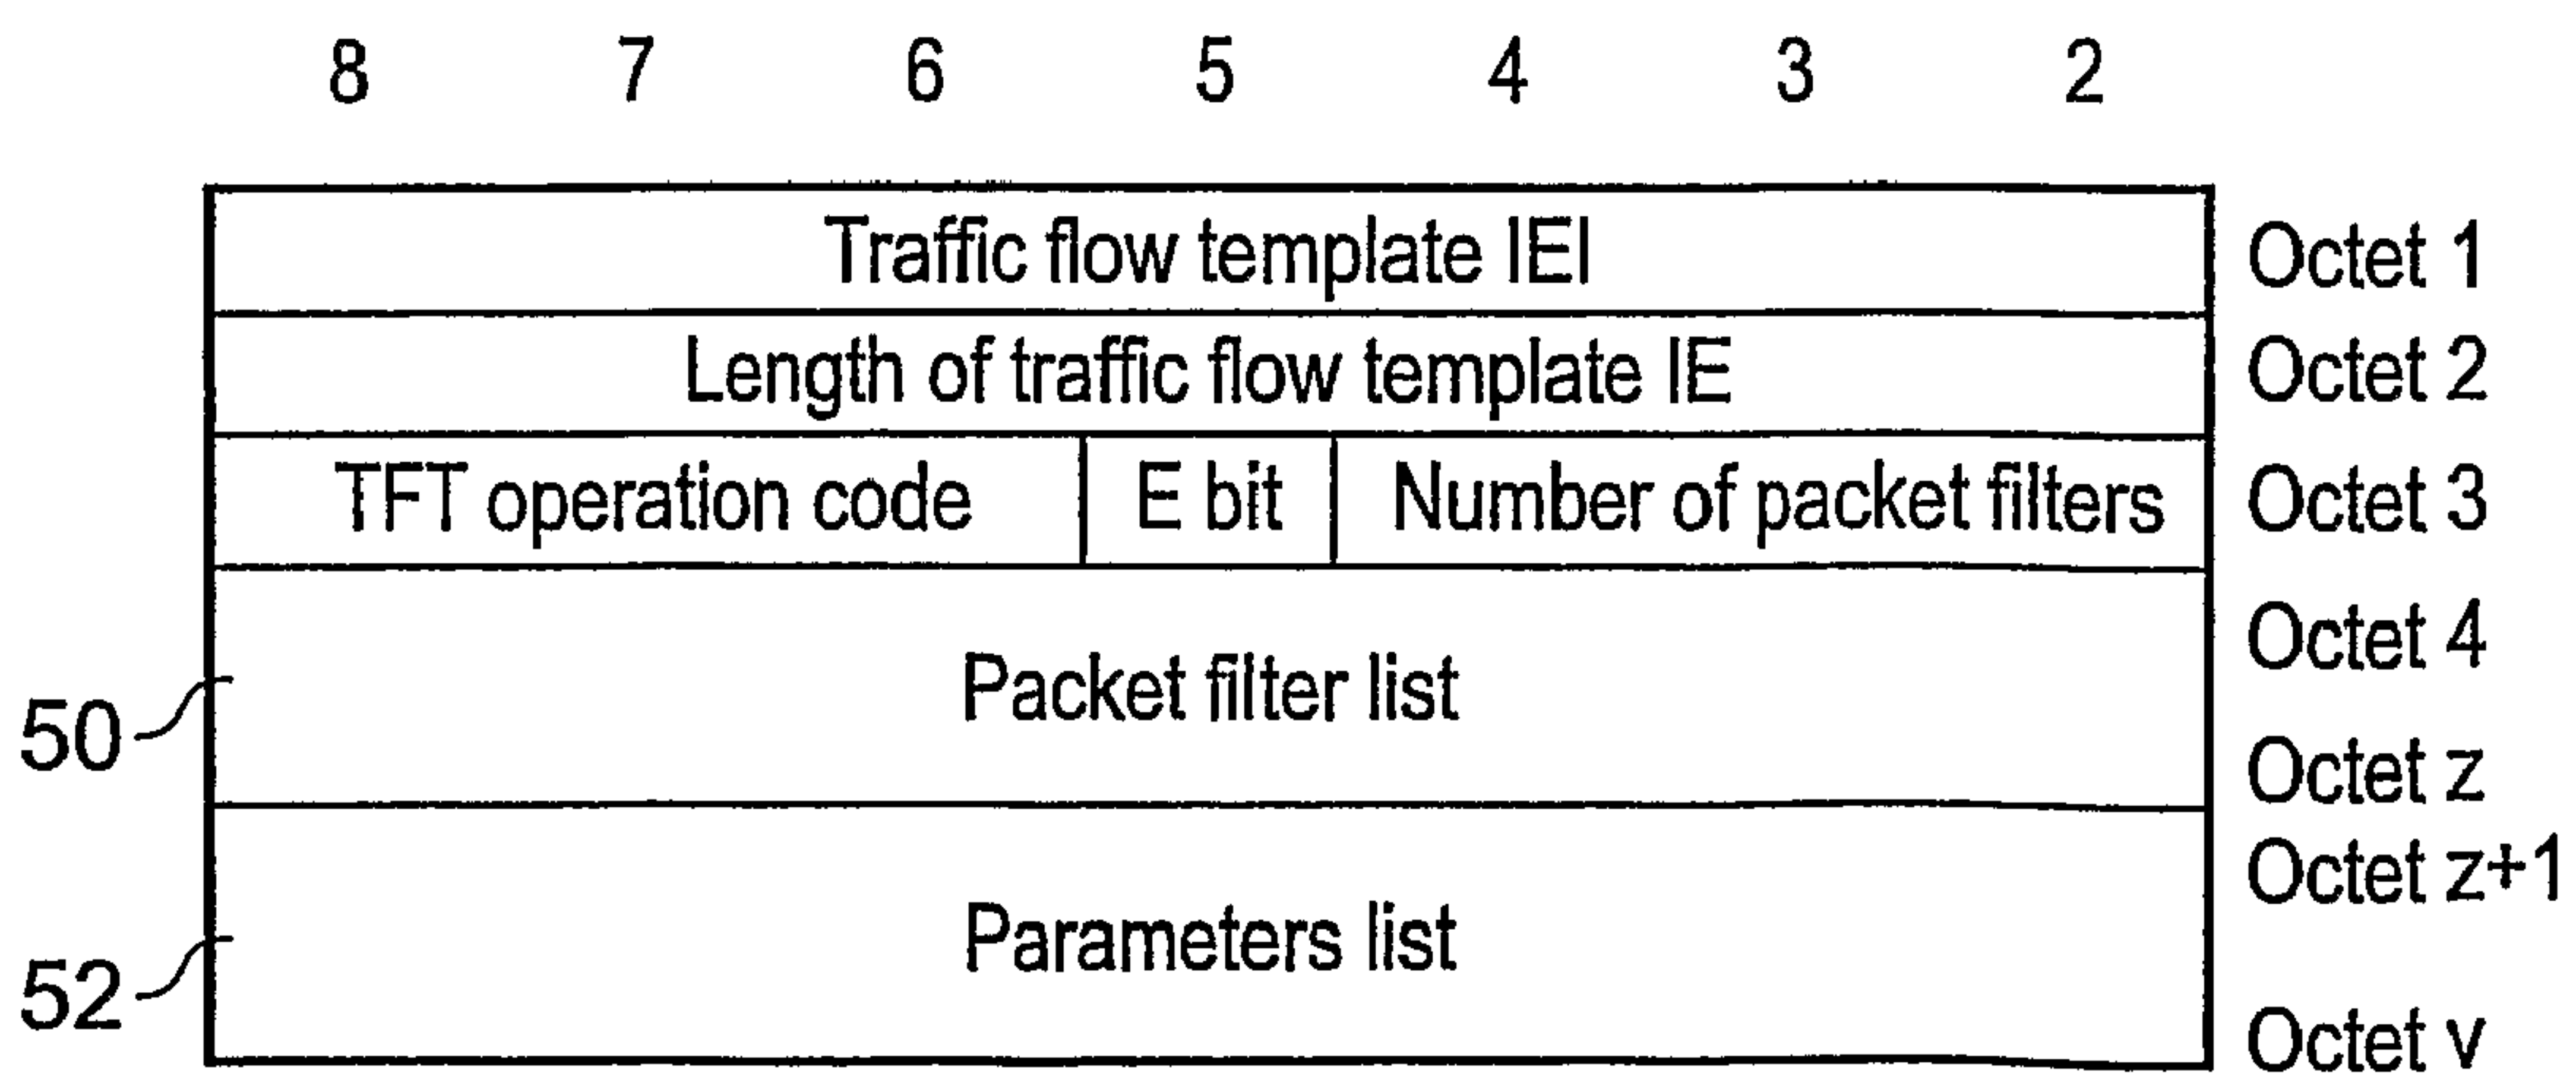 8 7 6 5 4 3 2
Traffic flow template IEI Octet 1
Length of traffic flow template IE Octet 2
TFT operation code E bit Number of packet filters Octet 3
Octet 4
50 Packet filter list
Octet z
Octet z+1
52 Parameters list
Octet v